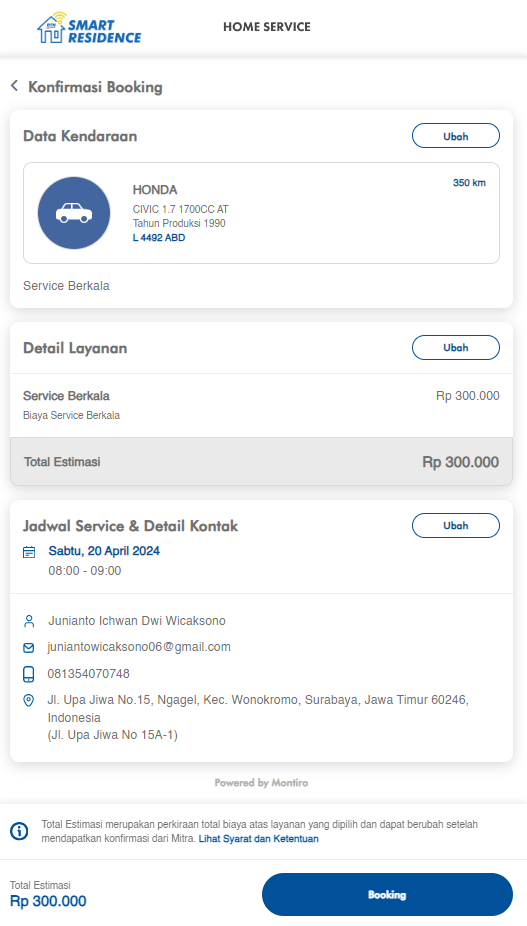 BTN
SMART
RESIDENCE
HOME SERVICE
Konfirmasi Booking
Data Kendaraan
Ubah
HONDA
350 km
CIVIC 1.7 1700CC AT
Tahun Produksi 1990
L 4492 ABD
Service Berkala
Detail Layanan
Ubah
Service Berkala
Rp 300.000
Biaya Service Berkala
Total Estimasi
Rp 300.000
Jadwal Service & Detail Kontak
Ubah
Sabtu, 20 April 2024
08:00 - 09:00
Junianto Ichwan Dwi Wicaksono
juniantowicaksono06@gmail.com
081354070748
Jl. Upa Jiwa No.15, Ngagel, Kec. Wonokromo, Surabaya, Jawa Timur 60246,
Indonesia
(Jl. Upa Jiwa No 15A-1)
Powered by Montiro
Total Estimasi merupakan perkiraan total biaya atas layanan yang dipilih dan dapat berubah setelah
mendapatkan konfirmasi dari Mitra. Lihat Syarat dan Ketentuan
Total Estimasi
Rp 300.000
Booking